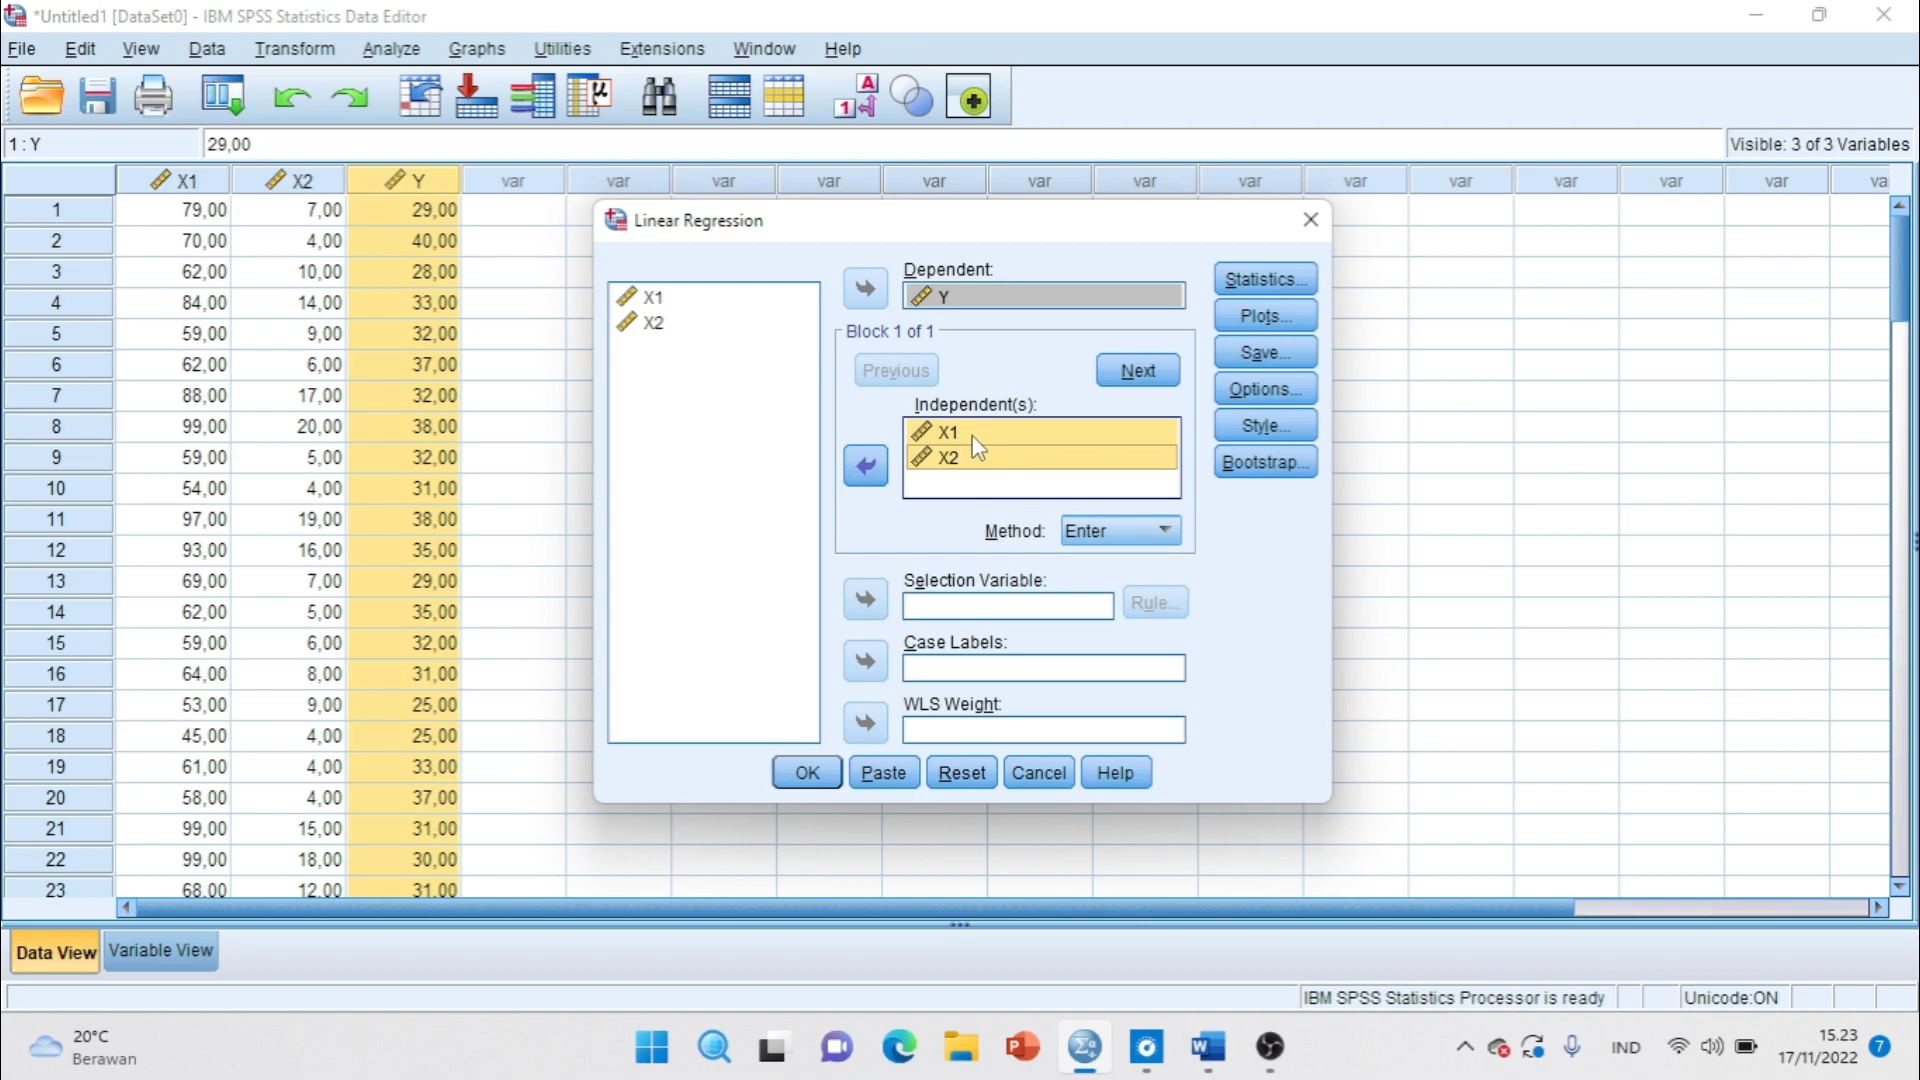 *Untitled1 [DataSet0] - IBM SPSS Statistics Data Editor
File Edit View Data Transform Analyze Graphs Utilities Extensions Window Help
1 : Y 29,00 Visible: 3 of 3 Variables
X1 X2 Y var var var var var var var var var var var var var va
1 79,00 7,00 29,00
2 70,00 4,00 40,00
3 62,00 10,00 28,00
4 84,00 14,00 33,00
5 59,00 9,00 32,00
6 62,00 6,00 37,00
7 88,00 17,00 32,00
8 99,00 20,00 38,00
9 59,00 5,00 32,00
10 54,00 4,00 31,00
11 97,00 19,00 38,00
12 93,00 16,00 35,00
13 69,00 7,00 29,00
14 62,00 5,00 35,00
15 59,00 6,00 32,00
16 64,00 8,00 31,00
17 53,00 9,00 25,00
18 45,00 4,00 25,00
19 61,00 4,00 33,00
20 58,00 4,00 37,00
21 99,00 15,00 31,00
22 99,00 18,00 30,00
23 68,00 12,00 31,00
Linear Regression
X1
X2
Dependent:
Y
Block 1 of 1
Previous Next
Independent(s):
X1
X2
Method: Enter
Selection Variable:
Rule...
Case Labels:
WLS Weight:
Statistics...
Plots...
Save...
Options...
Style...
Bootstrap...
OK Paste Reset Cancel Help
Data View Variable View
IBM SPSS Statistics Processor is ready Unicode:ON
20°C
Berawan
IND
15.23
17/11/2022
7